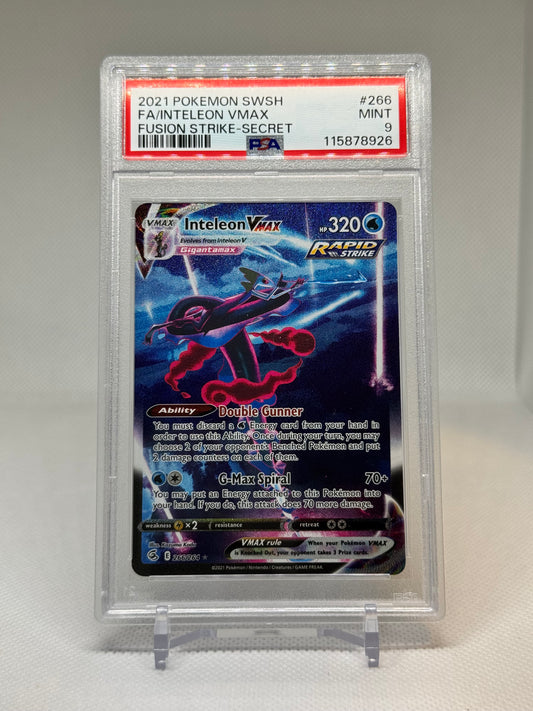 2021 POKEMON SWSH #266
FA/INTELEON VMAX MINT
FUSION STRIKE-SECRET 9
PSA 115878926
VMAX Inteleon VMAX HP 320
Evolves from Inteleon V
Gigantamax
RAPID STRIKE
Ability Double Gunner
You must discard a Energy card from your hand in
order to use this Ability. Once during your turn, you may
choose 2 of your opponent's Benched Pokémon and put
2 damage counters on each of them.
G-Max Spiral 70+
You may put an Energy attached to this Pokémon into
your hand. If you do, this attack does 70 more damage.
weakness ×2 resistance retreat
VMAX rule When your Pokémon VMAX
is Knocked Out, your opponent takes 3 Prize cards.
266/264
©2021 Pokémon / Nintendo / Creatures / GAME FREAK